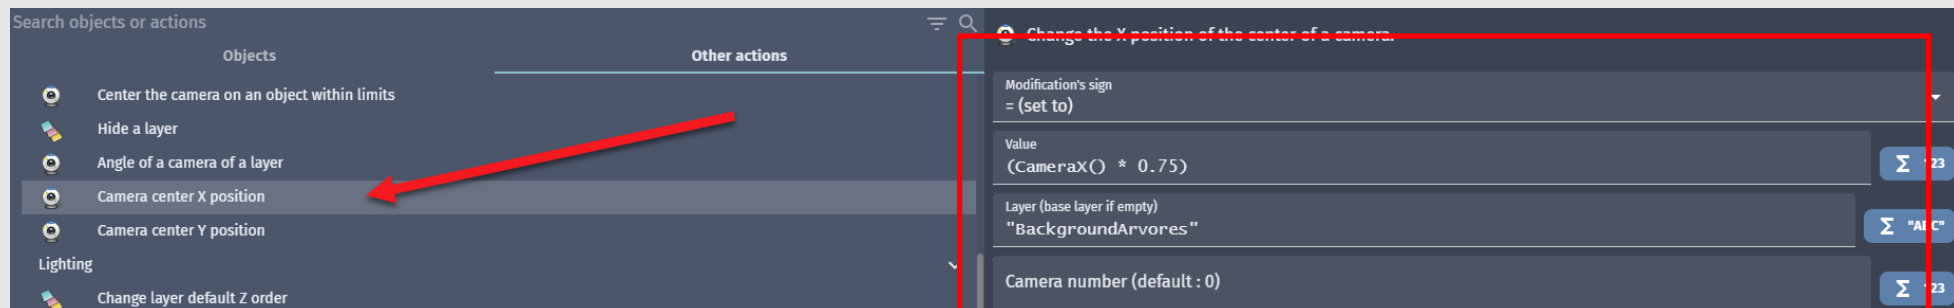 Search objects or actions
Objects
Other actions
Center the camera on an object within limits
Hide a layer
Angle of a camera of a layer
Camera center X position
Camera center Y position
Lighting
Change layer default Z order
Change the X position of the center of a camera.
Modification's sign
= (set to)
Value
(CameraX() * 0.75)
Σ 123
Layer (base layer if empty)
"BackgroundArvores"
Σ "ABC"
Camera number (default : 0)
Σ 123